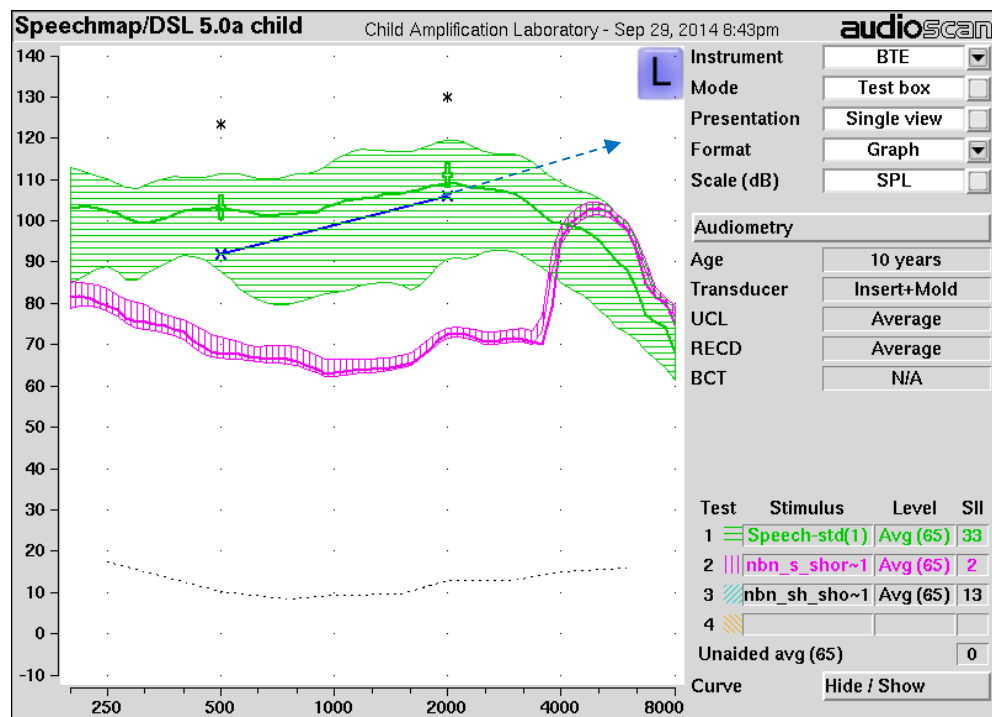 Speechmap/DSL 5.0a child Child Amplification Laboratory - Sep 29, 2014 8:43pm audioscan
L
Instrument BTE
Mode Test box
Presentation Single view
Format Graph
Scale (dB) SPL
Audiometry
Age 10 years
Transducer Insert+Mold
UCL Average
RECD Average
BCT N/A
Test Stimulus Level SII
1 Speech-std(1) Avg (65) 33
2 nbn_s_shor~1 Avg (65) 2
3 nbn_sh_sho~1 Avg (65) 13
4
Unaided avg (65) 0
Curve Hide / Show
140
130
120
110
100
90
80
70
60
50
40
30
20
10
0
-10
250 500 1000 2000 4000 8000